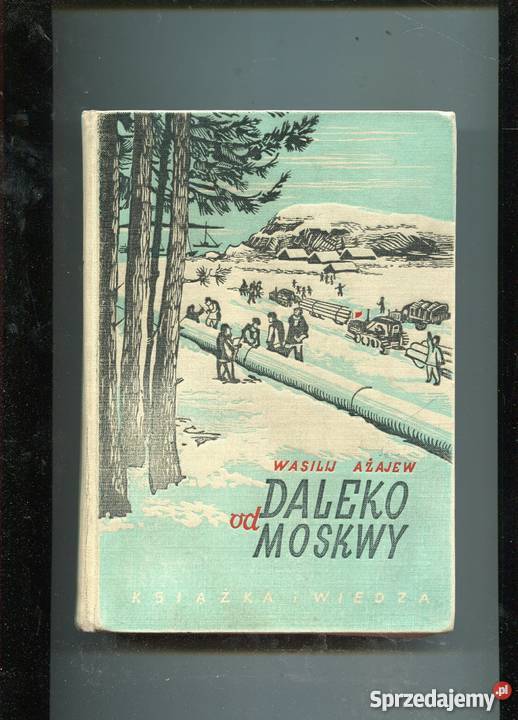 WASILIJ AŻAJEW
DALEKO
od MOSKWY
KSIĄŻKA i WIEDZA
Sprzedajemy.pl